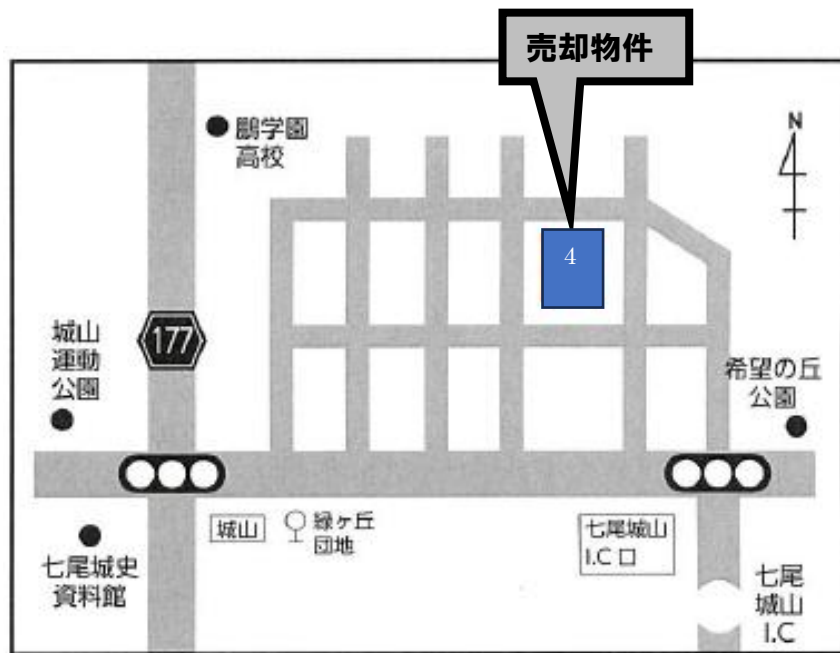 売却物件
鵬学園
高校
N
4
177
城山
運動
公園
希望の丘
公園
城山
緑ヶ丘
団地
七尾城山
I.C 口
七尾城史
資料館
七尾
城山
I.C